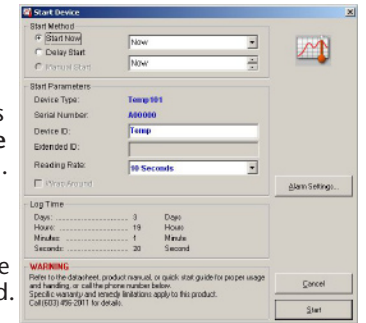 Start Device
Start Method
Start Now
Now
Delay Start
Now
Manual Start
Start Parameters
Device Type: Temp101
Serial Number: A00000
Device ID: Temp
Extended ID:
Reading Rate: 10 Seconds
Wrap Around
Alarm Settings...
Log Time
Days: 3 Days
Hours: 19 Hours
Minutes: 1 Minute
Seconds: 20 Second
WARNING
Refer to the datasheet, product manual, or quick start guide for proper usage
and handling, or call the phone number below.
Specific warranty and remedy limitations apply to this product.
Call (603) 456-2011 for details.
Cancel
Start
s
e
.
e
d.